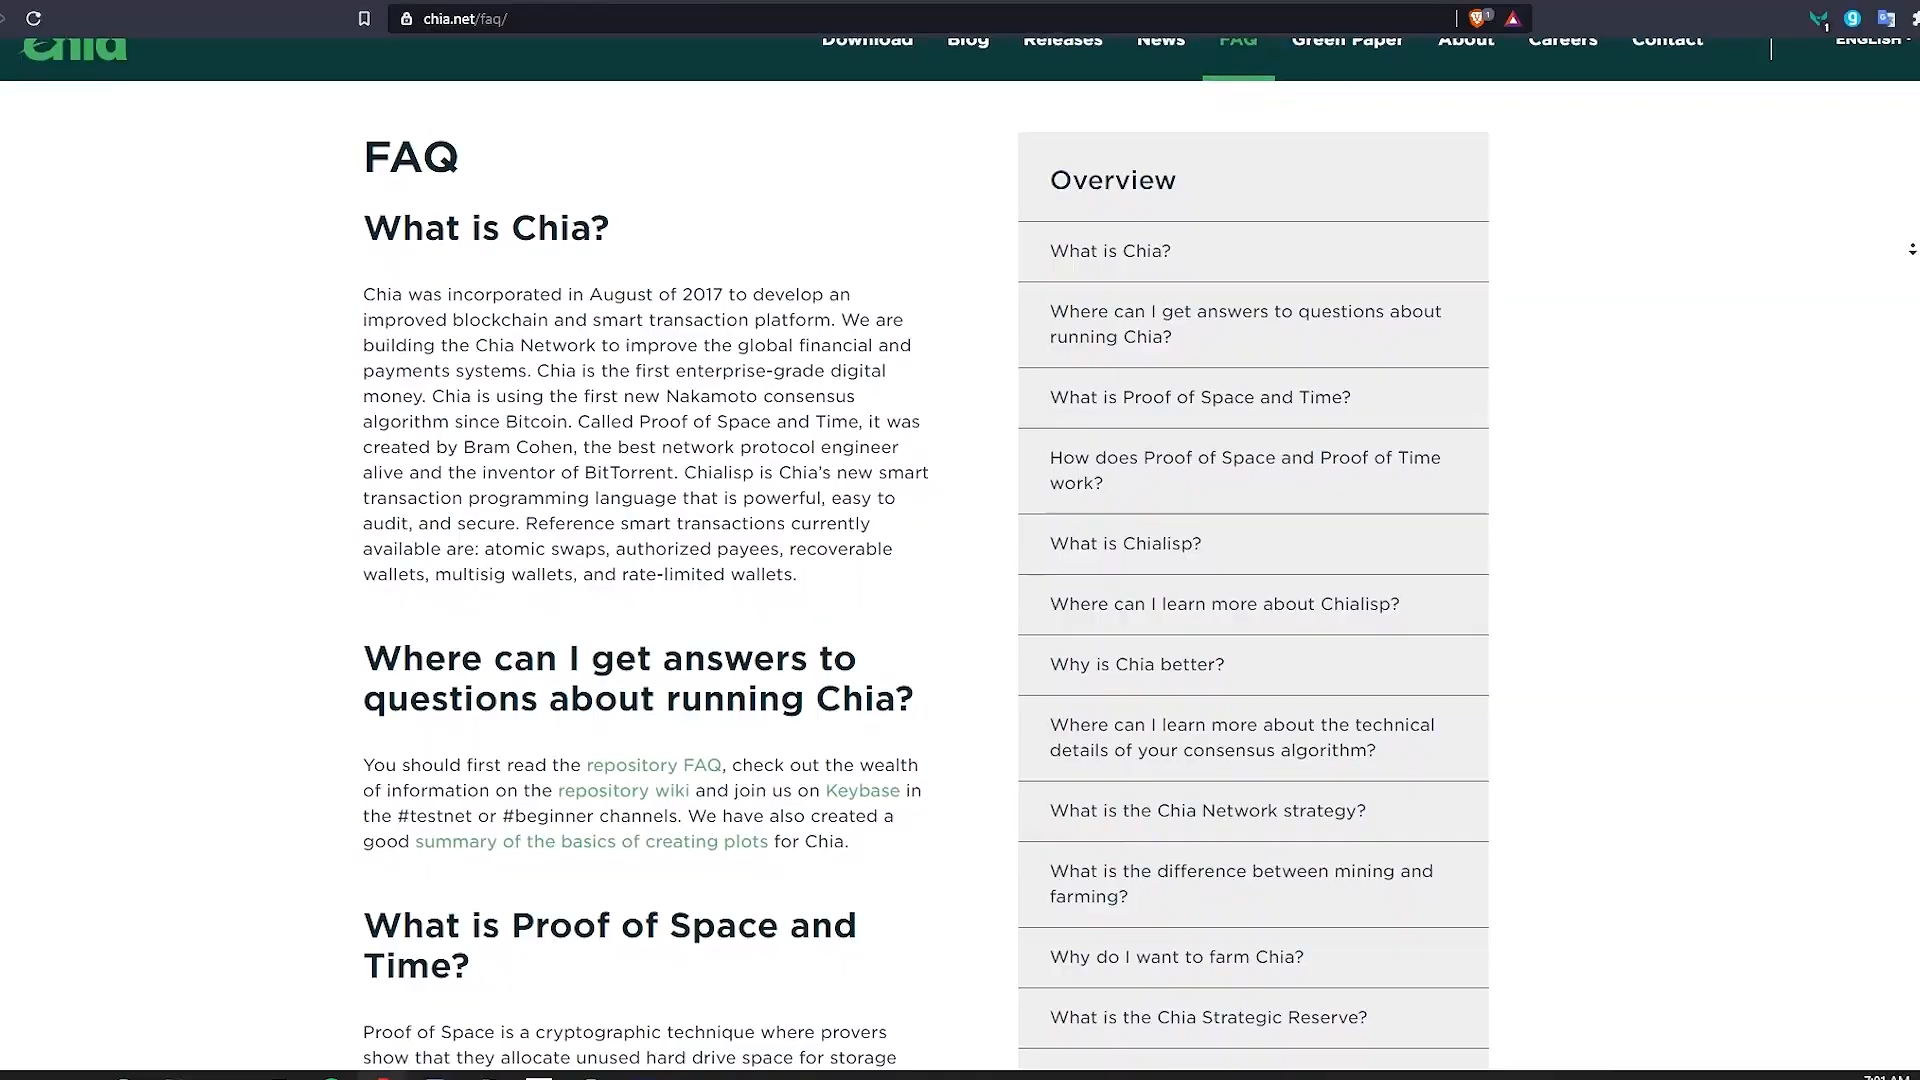 chia.net/faq/
1
1
chia
Download Blog Releases News FAQ Green Paper About Careers Contact ENGLISH
FAQ
What is Chia?
Chia was incorporated in August of 2017 to develop an
improved blockchain and smart transaction platform. We are
building the Chia Network to improve the global financial and
payments systems. Chia is the first enterprise-grade digital
money. Chia is using the first new Nakamoto consensus
algorithm since Bitcoin. Called Proof of Space and Time, it was
created by Bram Cohen, the best network protocol engineer
alive and the inventor of BitTorrent. Chialisp is Chia’s new smart
transaction programming language that is powerful, easy to
audit, and secure. Reference smart transactions currently
available are: atomic swaps, authorized payees, recoverable
wallets, multisig wallets, and rate-limited wallets.
Where can I get answers to
questions about running Chia?
You should first read the repository FAQ, check out the wealth
of information on the repository wiki and join us on Keybase in
the #testnet or #beginner channels. We have also created a
good summary of the basics of creating plots for Chia.
What is Proof of Space and
Time?
Proof of Space is a cryptographic technique where provers
show that they allocate unused hard drive space for storage
Overview
What is Chia?
Where can I get answers to questions about
running Chia?
What is Proof of Space and Time?
How does Proof of Space and Proof of Time
work?
What is Chialisp?
Where can I learn more about Chialisp?
Why is Chia better?
Where can I learn more about the technical
details of your consensus algorithm?
What is the Chia Network strategy?
What is the difference between mining and
farming?
Why do I want to farm Chia?
What is the Chia Strategic Reserve?